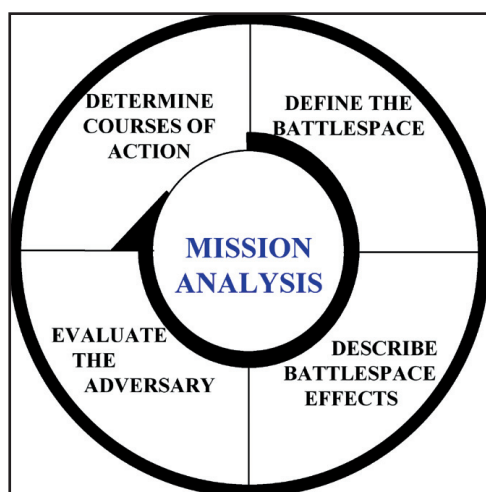 DETERMINE
COURSES OF
ACTION
DEFINE THE
BATTLESPACE
MISSION
ANALYSIS
EVALUATE
THE
ADVERSARY
DESCRIBE
BATTLESPACE
EFFECTS